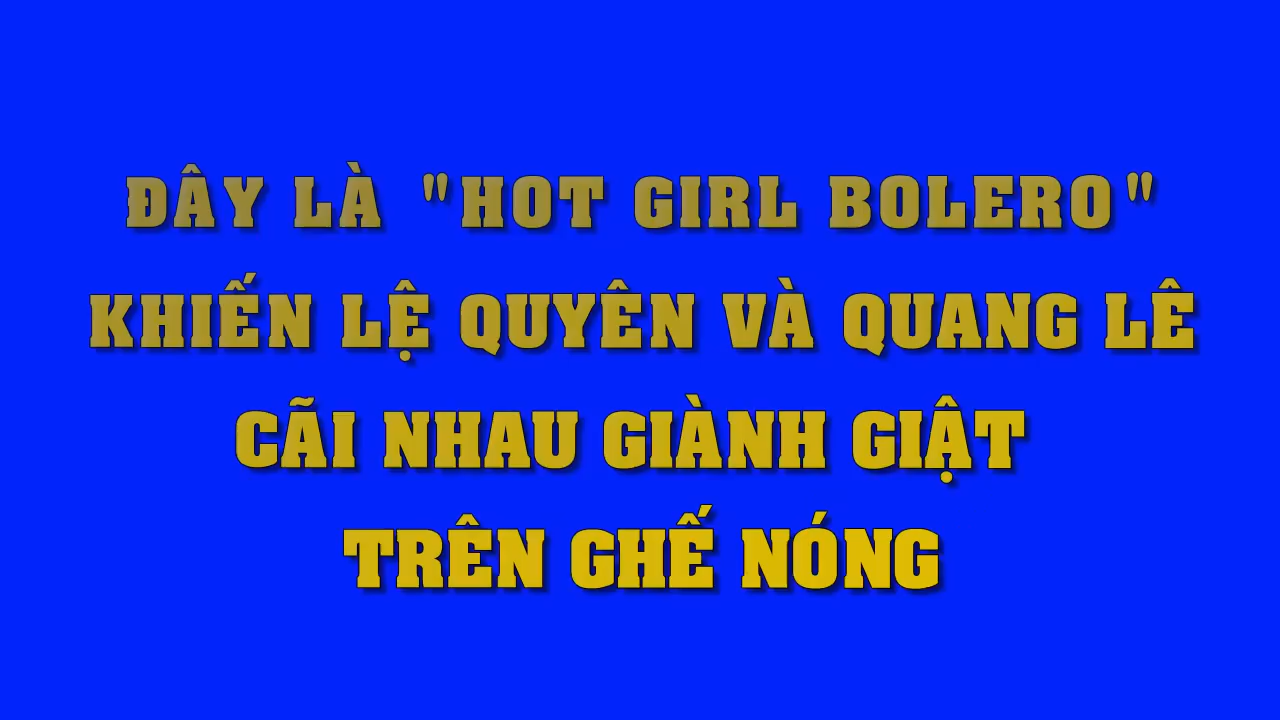 ĐÂY LÀ "HOT GIRL BOLERO"
KHIẾN LỆ QUYÊN VÀ QUANG LÊ
CÃI NHAU GIÀNH GIẬT
TRÊN GHẾ NÓNG